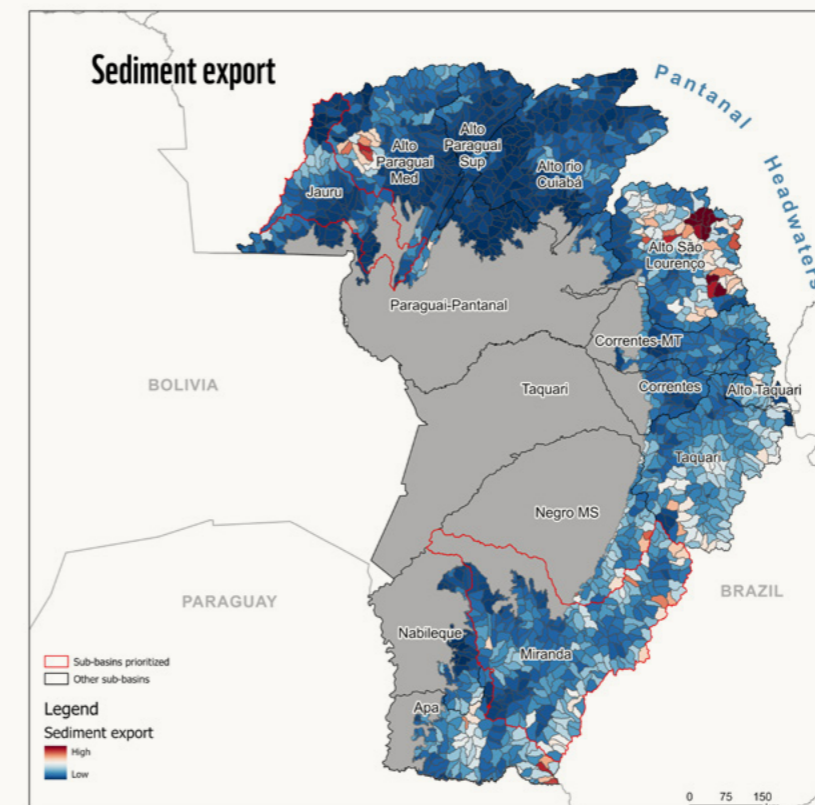 Sediment export
Pantanal
Headwaters
Alto
Paraguai
Sup
Alto
Paraguai
Med
Alto rio
Cuiabá
Jauru
Alto São
Lourenço
Paraguai-Pantanal
Correntes-MT
BOLIVIA
Taquari
Correntes
Alto Taquari
Taquari
Negro MS
PARAGUAY
BRAZIL
Nabileque
Miranda
Sub-basins prioritized
Other sub-basins
Apa
Legend
Sediment export
High
Low
0 75 150